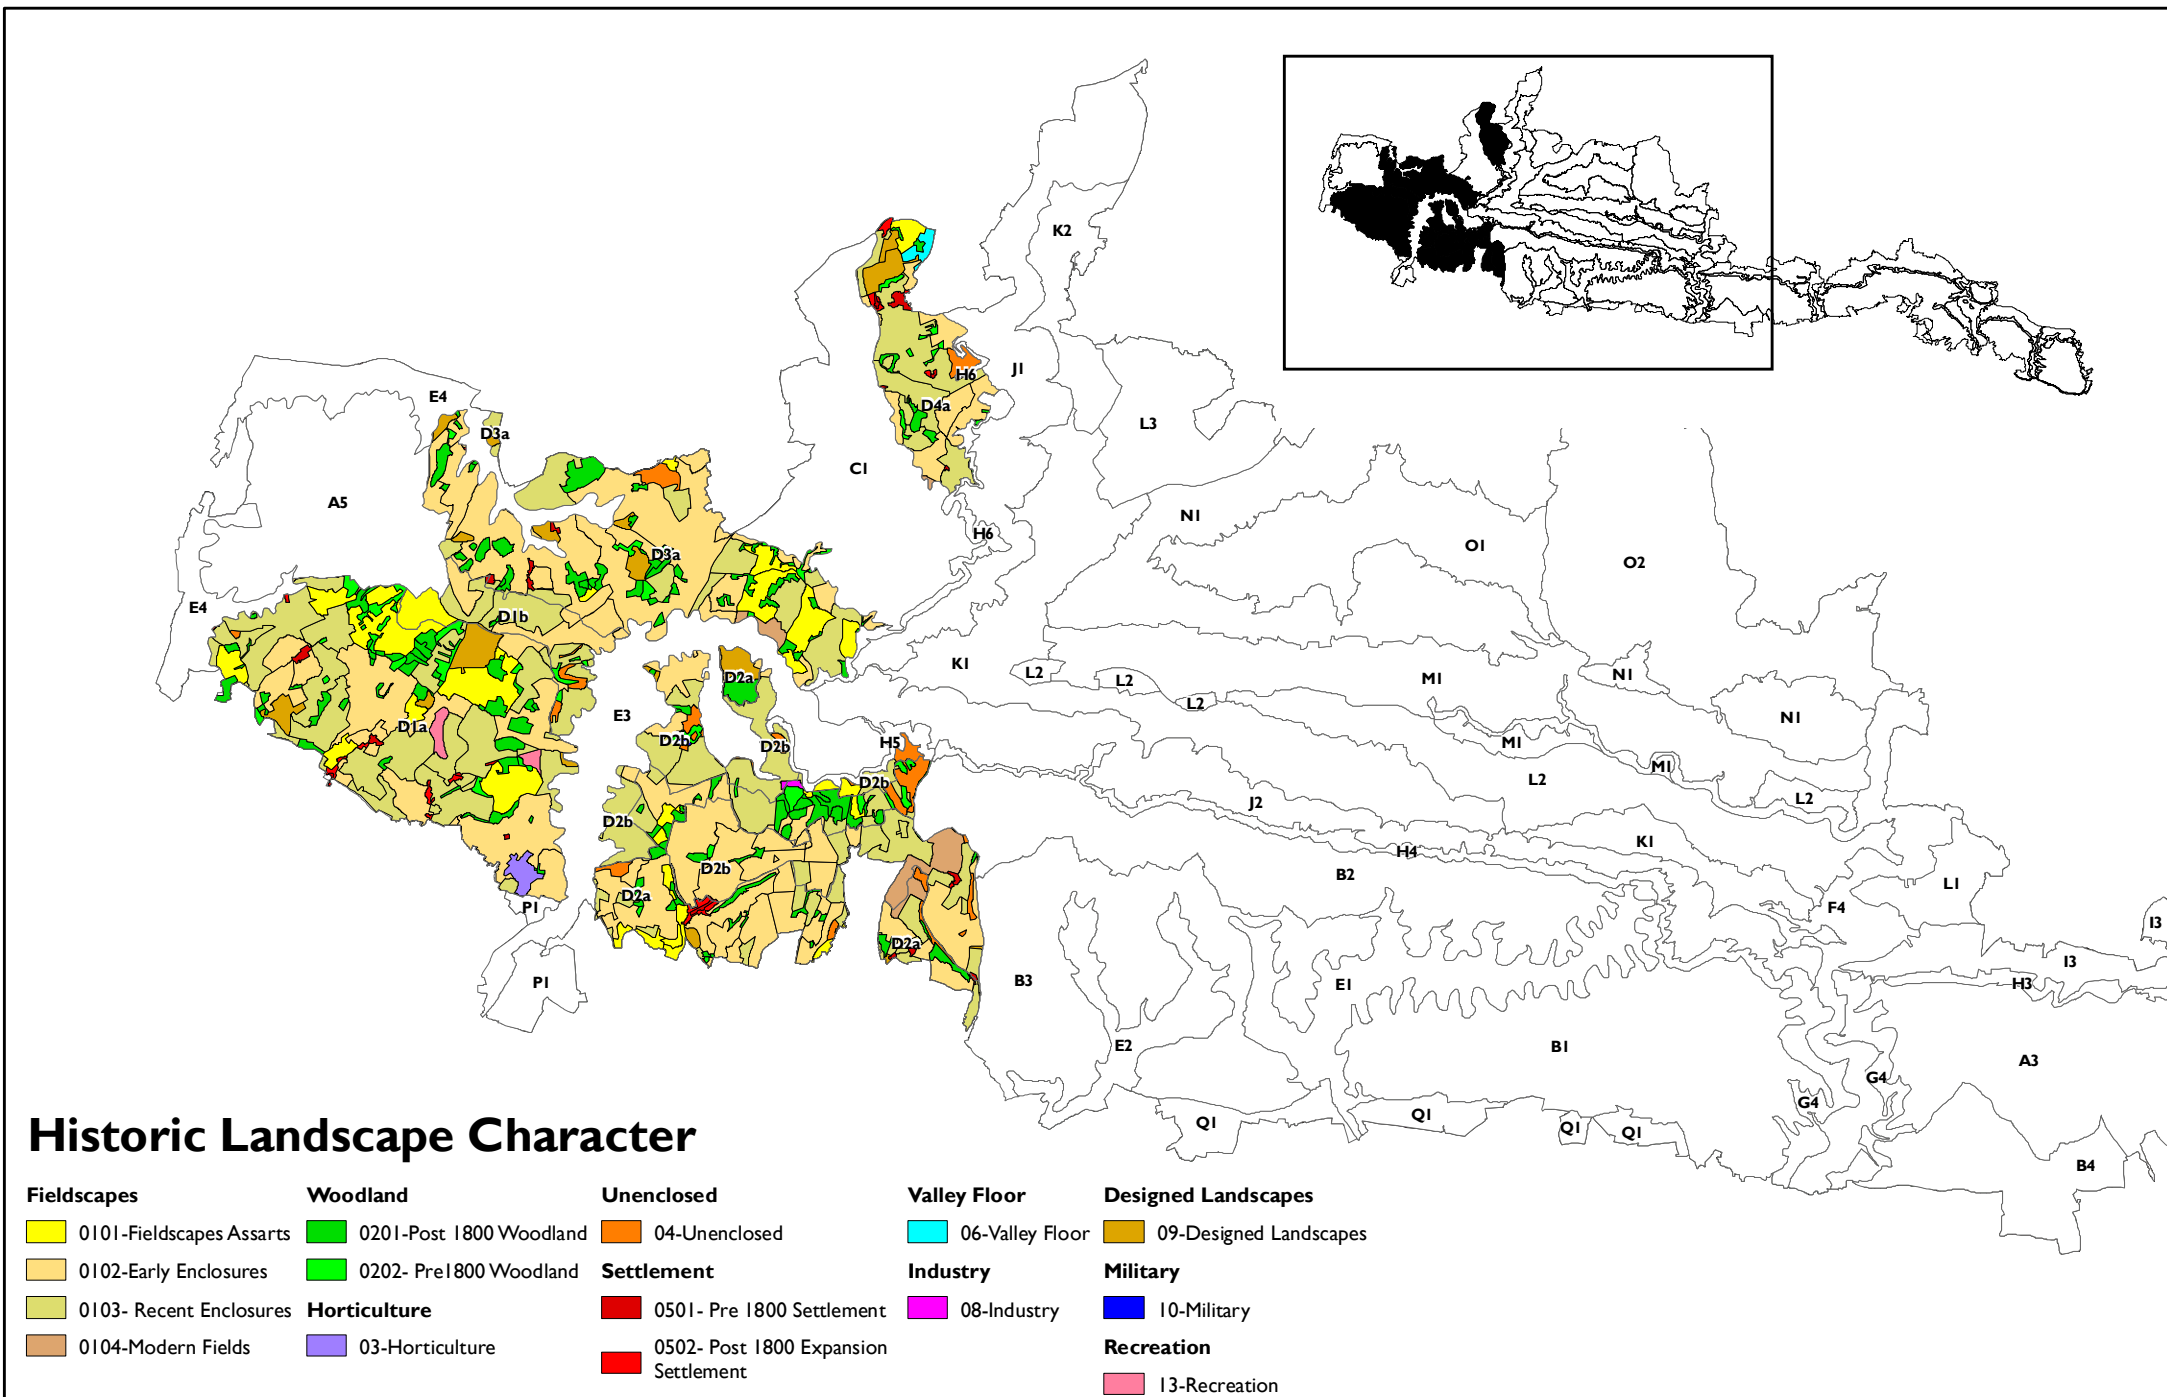 K2
E4
D3a
H6
J1
D4a
L3
C1
A5
N1
H6
O1
D3a
O2
E4
D1b
K1
L2
L2
M1
N1
D2a
L2
E3
N1
D1a
D2b
D2b
H5
M1
M1
D2b
L2
L2
J2
D2b
K1
H4
D2b
B2
D2a
L1
P1
F4
I3
D2a
I3
P1
B3
E1
H3
E2
B1
A3
G4
G4
Q1
Q1
Q1
Q1
B4
Historic Landscape Character
Fieldscapes
0101-Fieldscapes Assarts
0102-Early Enclosures
0103- Recent Enclosures
0104-Modern Fields
Woodland
0201-Post 1800 Woodland
0202- Pre1800 Woodland
Horticulture
03-Horticulture
Unenclosed
04-Unenclosed
Settlement
0501- Pre 1800 Settlement
0502- Post 1800 Expansion
Settlement
Valley Floor
06-Valley Floor
Industry
08-Industry
Designed Landscapes
09-Designed Landscapes
Military
10-Military
Recreation
13-Recreation